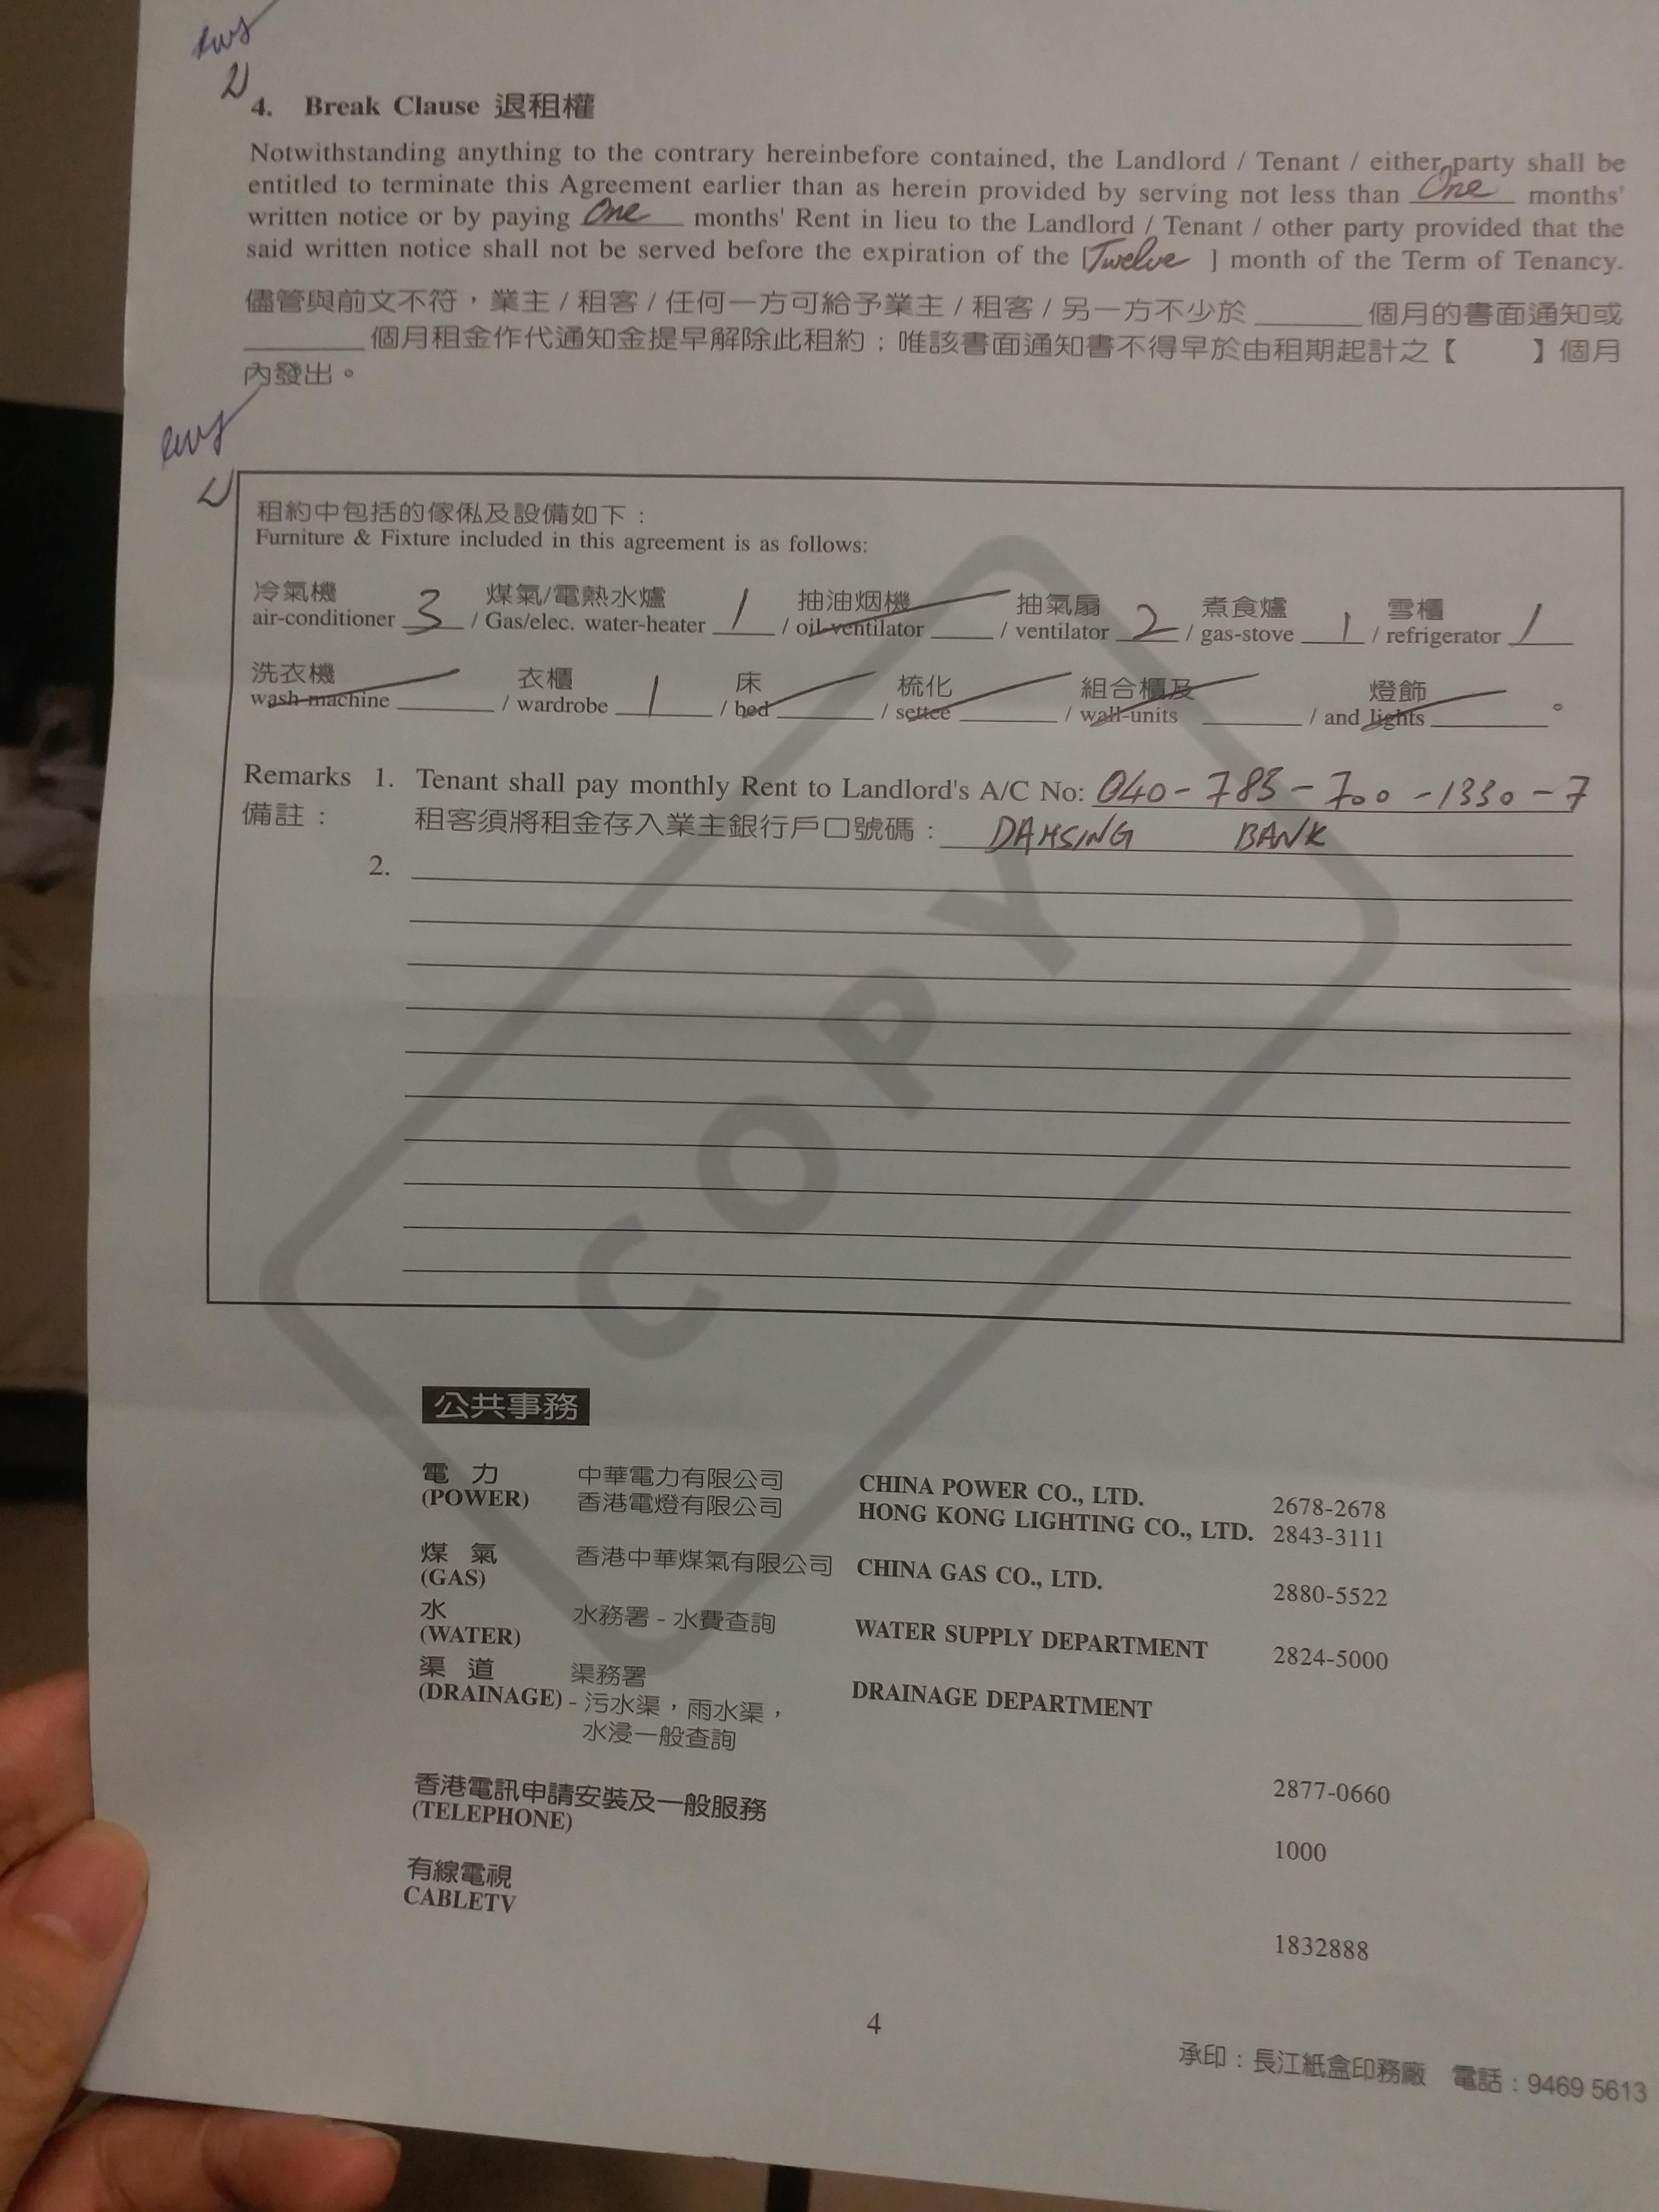 4. Break Clause 退租權
Notwithstanding anything to the contrary hereinbefore contained, the Landlord / Tenant / either party shall be
entitled to terminate this Agreement earlier than as herein provided by serving not less than One months'
written notice or by paying One months' Rent in lieu to the Landlord / Tenant / other party provided that the
said written notice shall not be served before the expiration of the [Twelve ] month of the Term of Tenancy.
儘管與前文不符，業主 / 租客 / 任何一方可給予業主 / 租客 / 另一方不少於 ________ 個月的書面通知或
________ 個月租金作代通知金提早解除此租約；唯該書面通知書不得早於由租期起計之【 】個月
內發出。
租約中包括的傢俬及設備如下：
Furniture & Fixture included in this agreement is as follows:
冷氣機 煤氣/電熱水爐 抽油烟機 抽氣扇 煮食爐 雪櫃
air-conditioner 3 / Gas/elec. water-heater 1 / oil-ventilator ____ / ventilator 2 / gas-stove 1 / refrigerator 1
洗衣機 衣櫃 床 梳化 組合櫃及 燈飾
wash-machine ______ / wardrobe 1 / bed ______ / settee ______ / wall-units ______ / and lights ______ 。
Remarks 1. Tenant shall pay monthly Rent to Landlord's A/C No: 040-785-700-1330-7
備註： 租客須將租金存入業主銀行戶口號碼： DAHSING BANK
2.
COPY
公共事務
電 力 中華電力有限公司 CHINA POWER CO., LTD. 2678-2678
(POWER) 香港電燈有限公司 HONG KONG LIGHTING CO., LTD. 2843-3111
煤 氣 香港中華煤氣有限公司 CHINA GAS CO., LTD. 2880-5522
(GAS)
水 水務署 - 水費查詢 WATER SUPPLY DEPARTMENT 2824-5000
(WATER)
渠 道 渠務署 DRAINAGE DEPARTMENT
(DRAINAGE) - 污水渠，雨水渠，
水浸一般查詢
2877-0660
香港電訊申請安裝及一般服務
(TELEPHONE)
1000
有線電視
CABLETV
1832888
4
承印：長江紙盒印務廠 電話：9469 5613